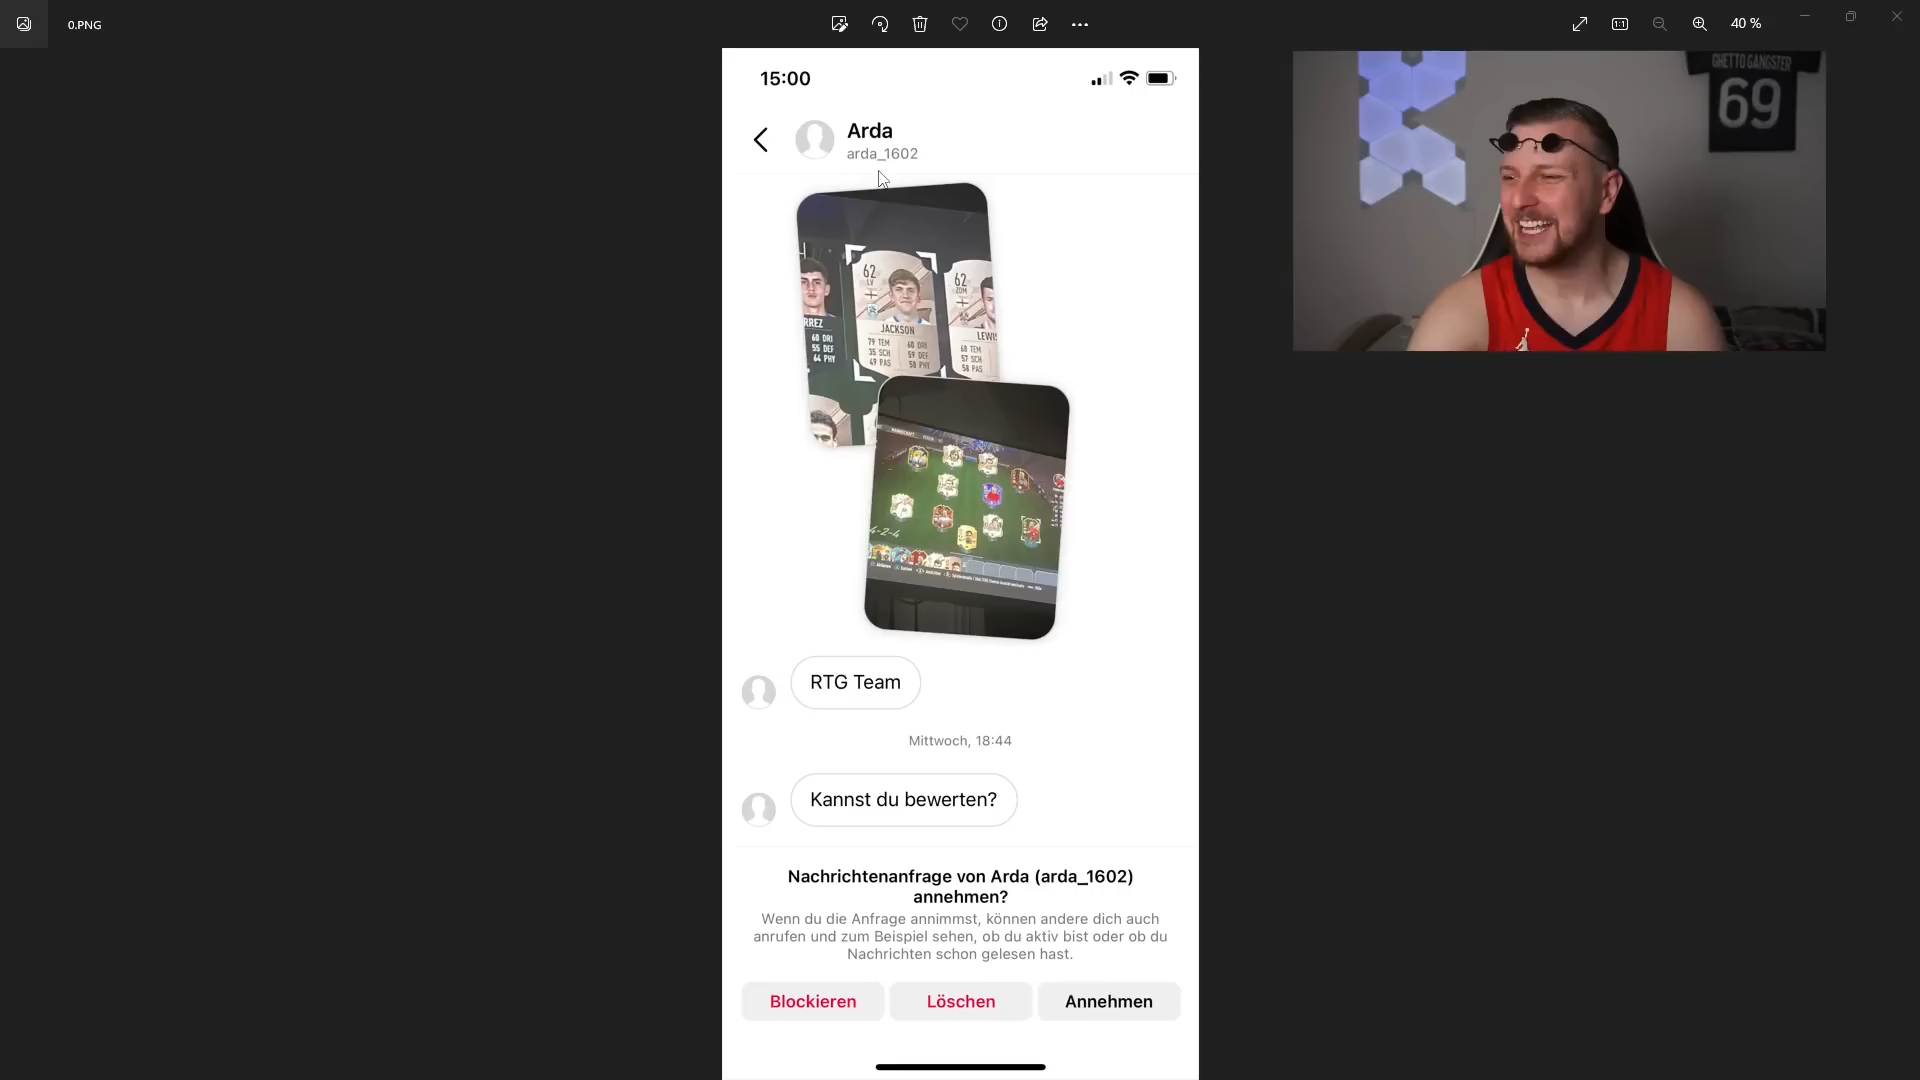 0.PNG
40 %
15:00
Arda
arda_1602
GHETTO GANGSTER
69
62
LV
62
ZOM
RREZ
JACKSON
LEWIS
60 DRI
55 DEF
64 PHY
79 TEM 60 DRI
35 SCH 59 DEF
49 PAS 58 PHY
68 TEM
57 SCH
58 PAS
4-2-4
RTG Team
Mittwoch, 18:44
Kannst du bewerten?
Nachrichtenanfrage von Arda (arda_1602)
annehmen?
Wenn du die Anfrage annimmst, können andere dich auch
anrufen und zum Beispiel sehen, ob du aktiv bist oder ob du
Nachrichten schon gelesen hast.
Blockieren
Löschen
Annehmen